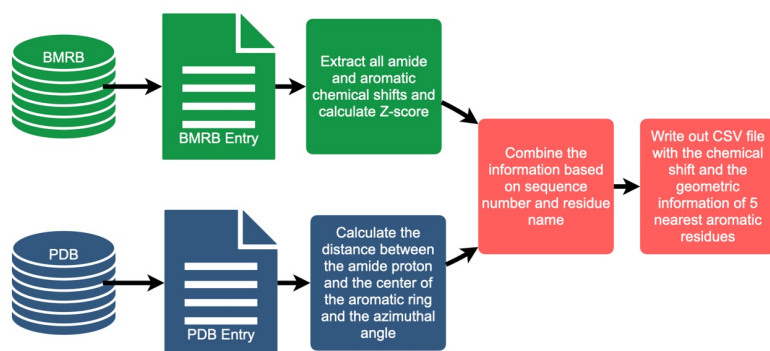 BMRB
BMRB Entry
Extract all amide
and aromatic
chemical shifts and
calculate Z-score
PDB
PDB Entry
Calculate the
distance between
the amide proton
and the center of
the aromatic ring
and the azimuthal
angle
Combine the
information based
on sequence
number and residue
name
Write out CSV file
with the chemical
shift and the
geometric
information of 5
nearest aromatic
residues